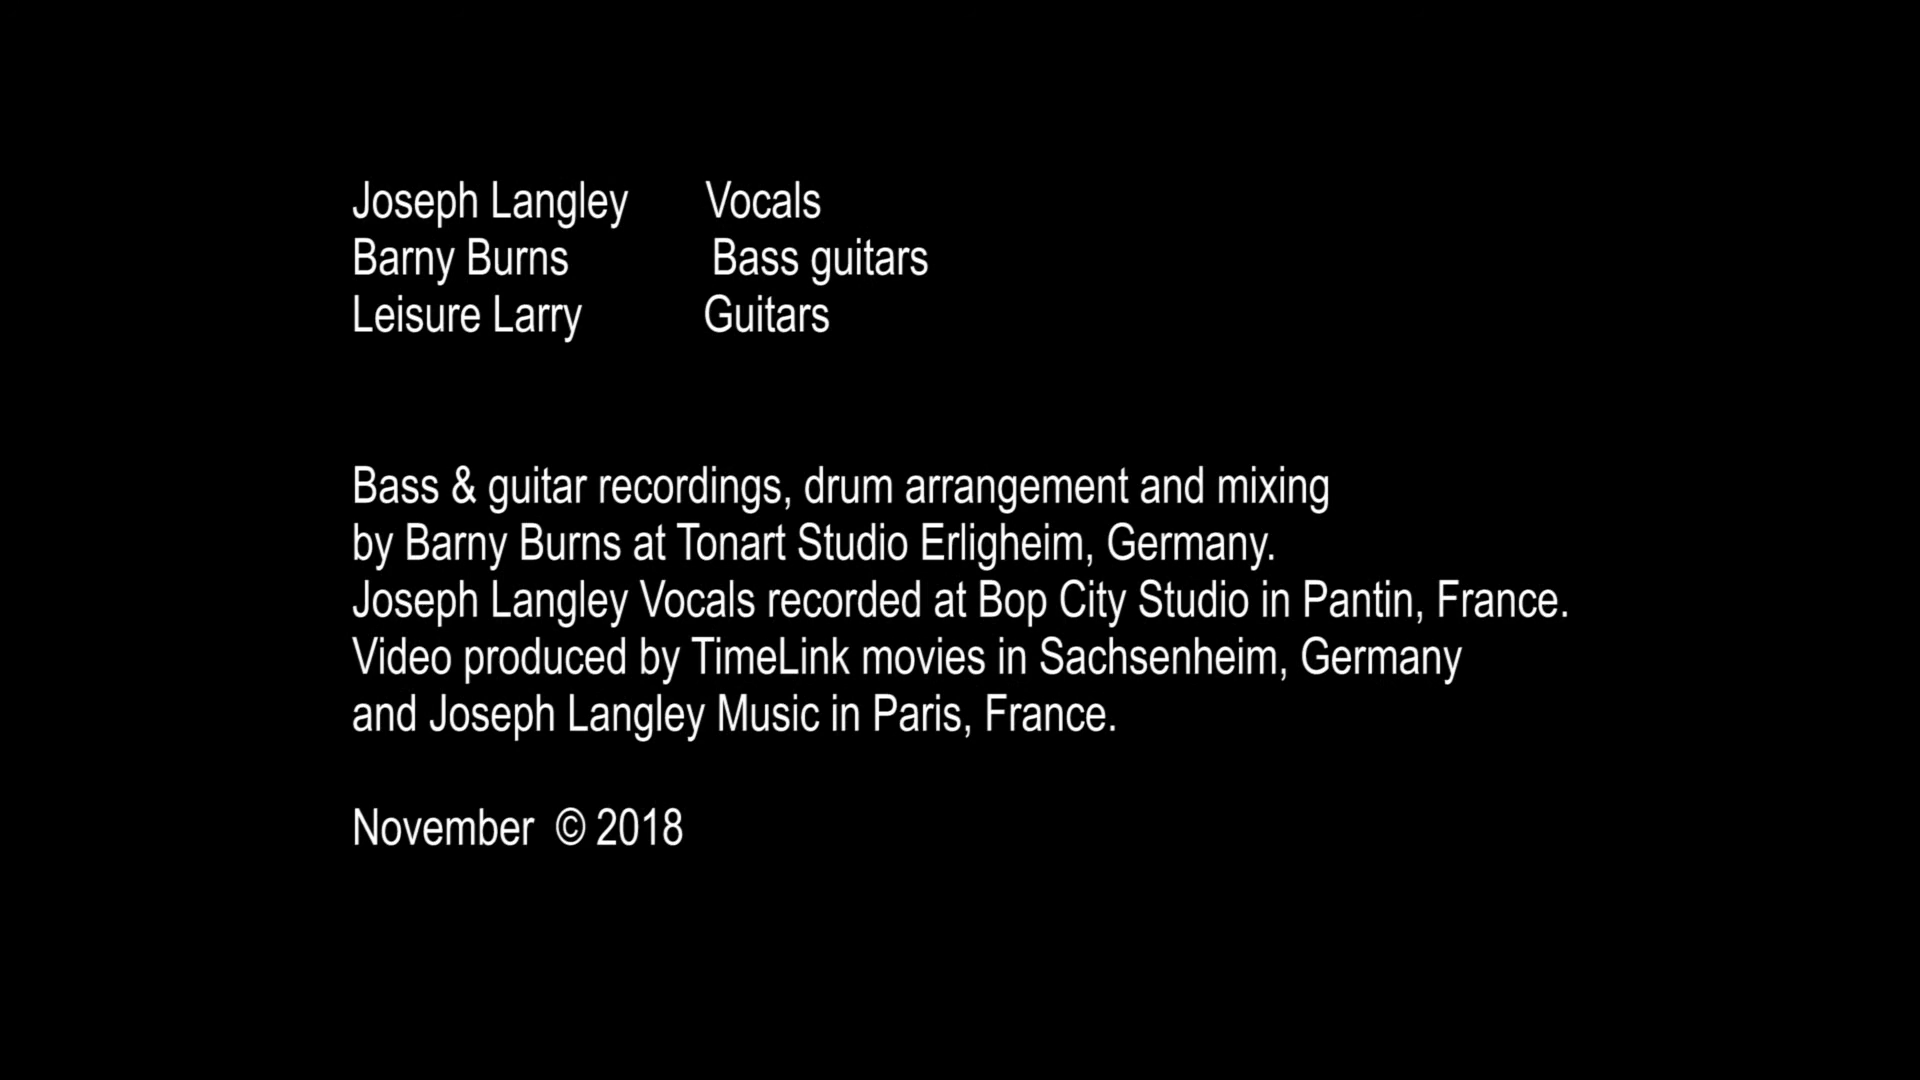 Joseph Langley Vocals
Barny Burns Bass guitars
Leisure Larry Guitars
Bass & guitar recordings, drum arrangement and mixing
by Barny Burns at Tonart Studio Erligheim, Germany.
Joseph Langley Vocals recorded at Bop City Studio in Pantin, France.
Video produced by TimeLink movies in Sachsenheim, Germany
and Joseph Langley Music in Paris, France.
November © 2018